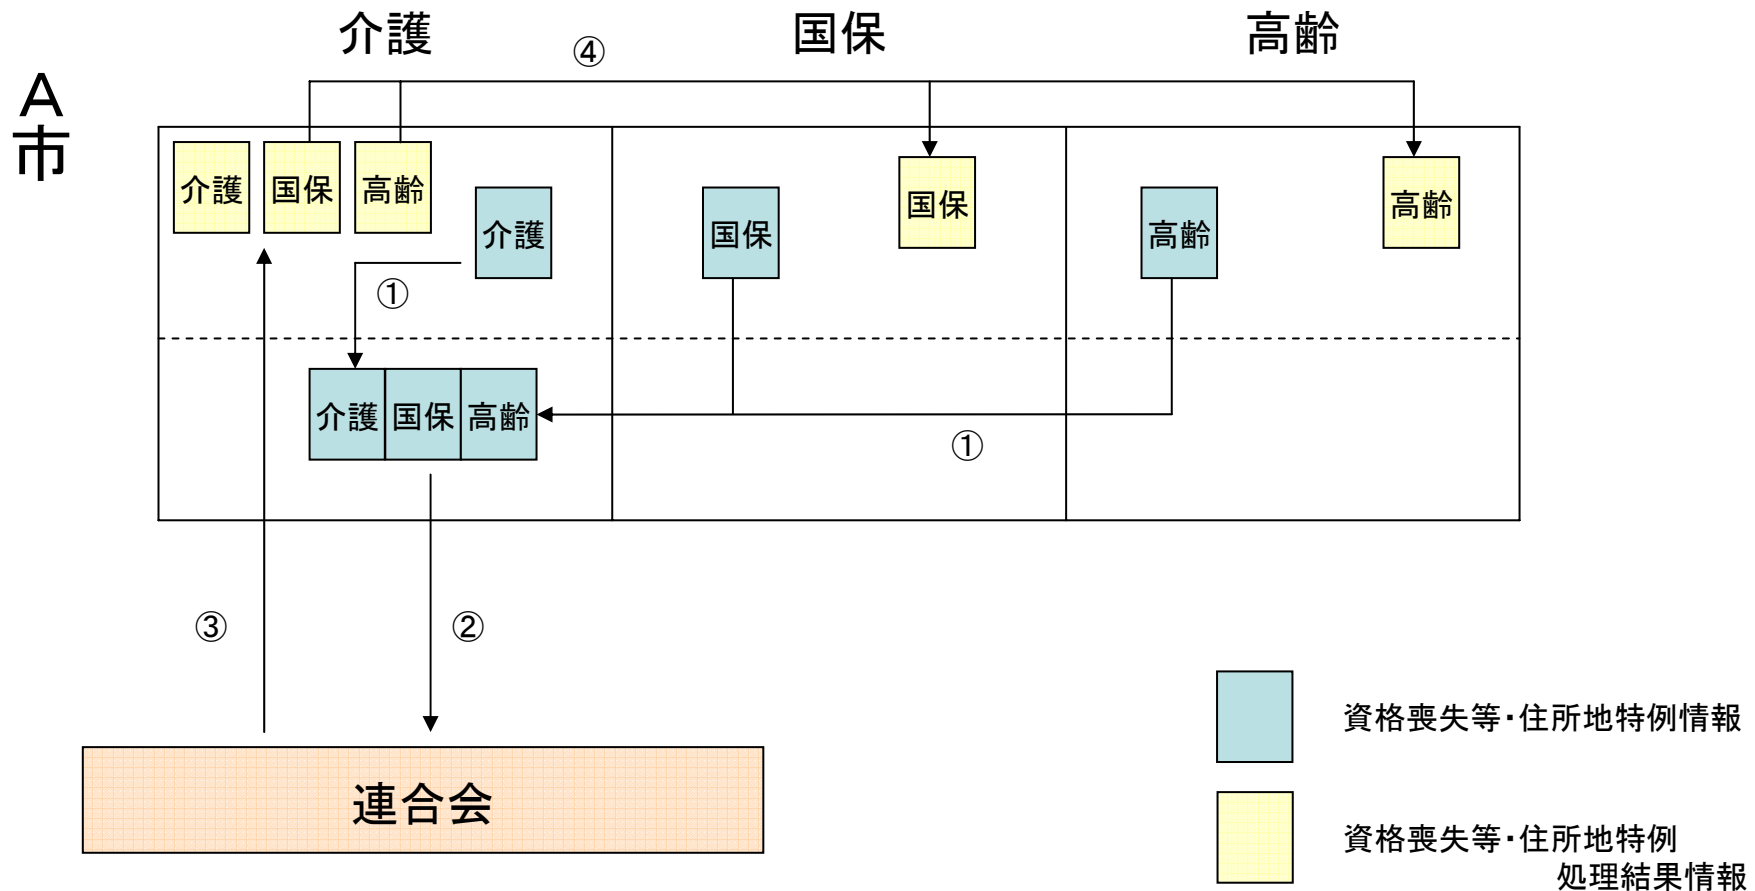 介護
国保
高齢
④
A
市
介護
国保
高齢
介護
国保
国保
高齢
高齢
①
介護
国保
高齢
①
③
②
連合会
資格喪失等・住所地特例情報
資格喪失等・住所地特例
処理結果情報